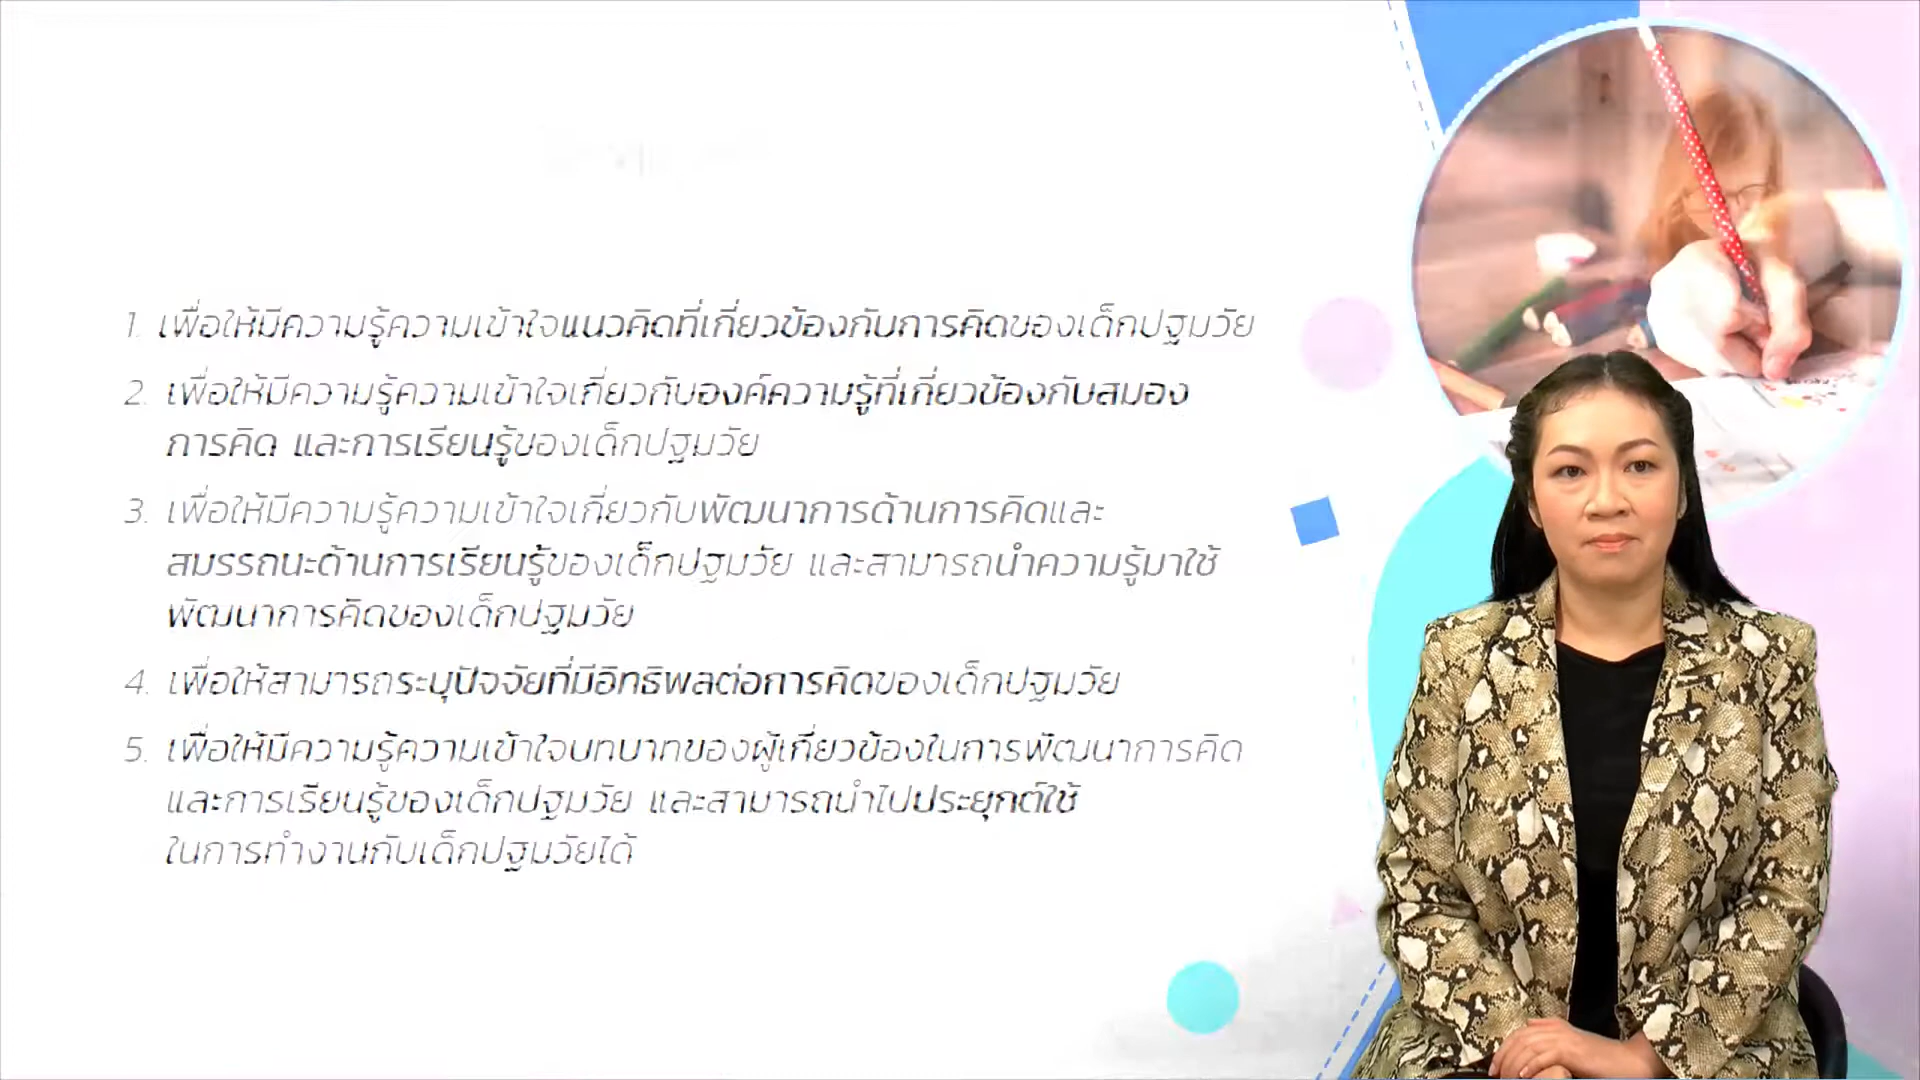 1. เพื่อให้มีความรู้ความเข้าใจแนวคิดที่เกี่ยวข้องกับการคิดของเด็กปฐมวัย
2. เพื่อให้มีความรู้ความเข้าใจเกี่ยวกับองค์ความรู้ที่เกี่ยวข้องกับสมอง
การคิด และการเรียนรู้ของเด็กปฐมวัย
3. เพื่อให้มีความรู้ความเข้าใจเกี่ยวกับพัฒนาการด้านการคิดและ
สมรรถนะด้านการเรียนรู้ของเด็กปฐมวัย และสามารถนำความรู้มาใช้
พัฒนาการคิดของเด็กปฐมวัย
4. เพื่อให้สามารถระบุปัจจัยที่มีอิทธิพลต่อการคิดของเด็กปฐมวัย
5. เพื่อให้มีความรู้ความเข้าใจบทบาทของผู้เกี่ยวข้องในการพัฒนาการคิด
และการเรียนรู้ของเด็กปฐมวัย และสามารถนำไปประยุกต์ใช้
ในการทำงานกับเด็กปฐมวัยได้